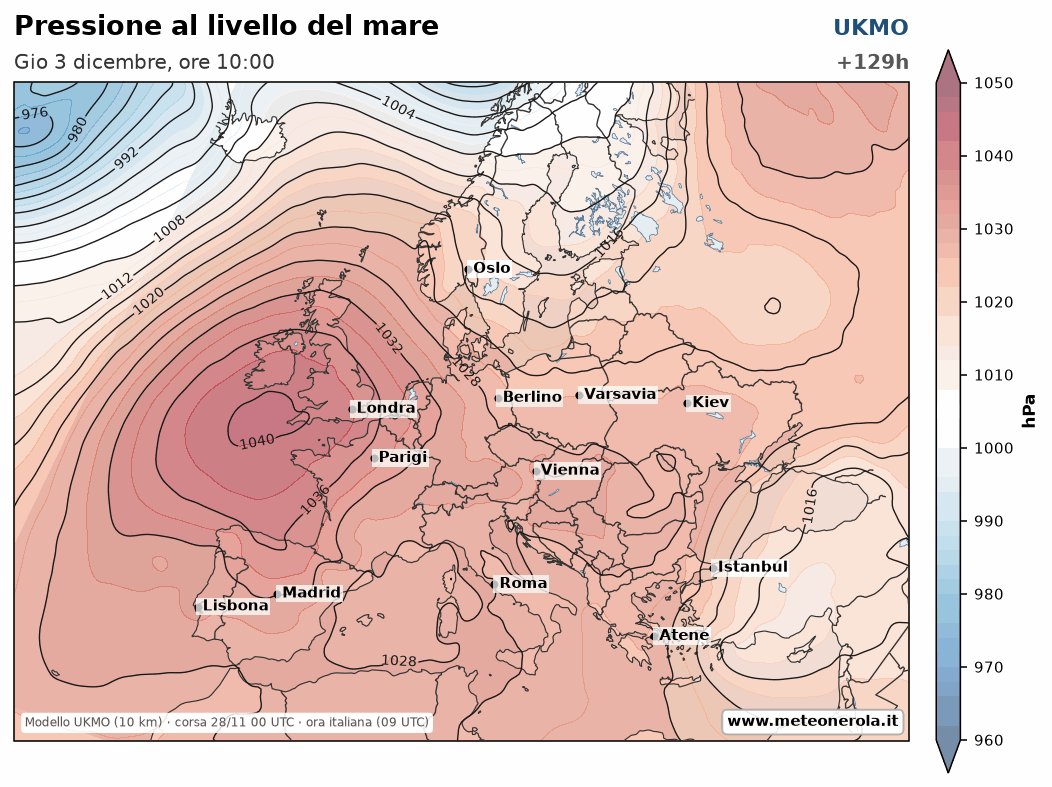 Pressione al livello del mare
UKMO
Gio 3 dicembre, ore 10:00
+129h
976
980
992
1004
1008
1012
1020
1016
1032
1028
1040
1036
1016
1028
Oslo
Londra
Berlino
Varsavia
Kiev
Parigi
Vienna
Istanbul
Roma
Madrid
Lisbona
Atene
1050
1040
1030
1020
1010
1000
990
980
970
960
hPa
Modello UKMO (10 km) · corsa 28/11 00 UTC · ora italiana (09 UTC)
www.meteonerola.it